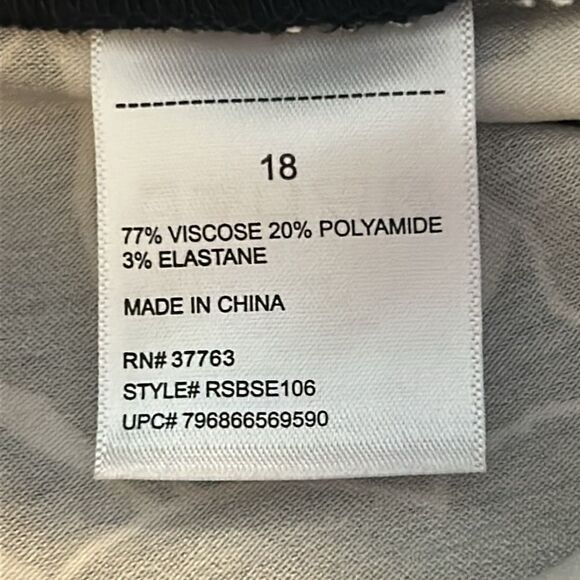 18
77% VISCOSE 20% POLYAMIDE
3% ELASTANE
MADE IN CHINA
RN# 37763
STYLE# RSBSE106
UPC# 796866569590